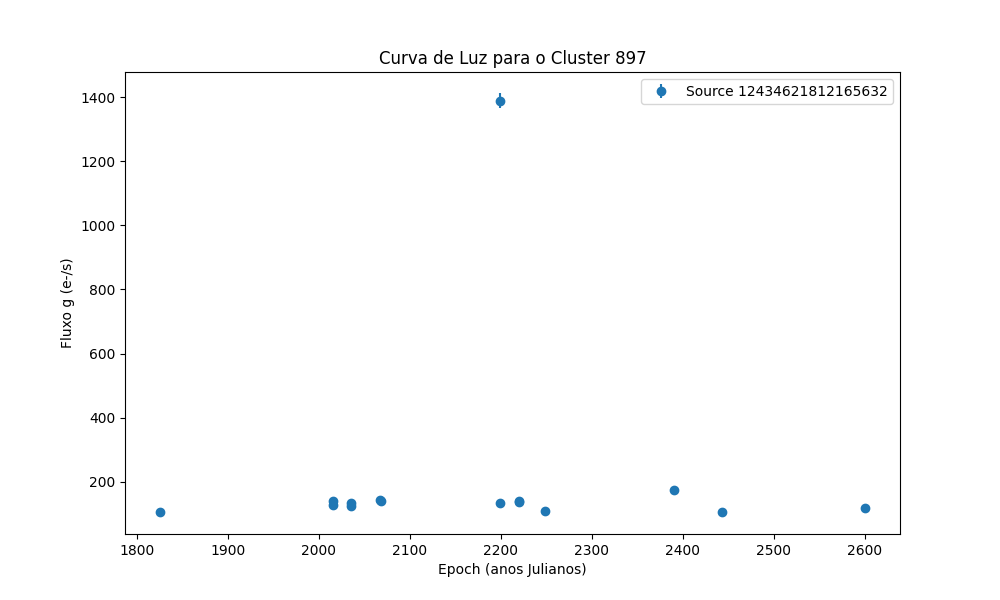 Curva de Luz para o Cluster 897
Source 12434621812165632
1400
1200
1000
800
600
400
200
Fluxo g (e-/s)
1800 1900 2000 2100 2200 2300 2400 2500 2600
Epoch (anos Julianos)